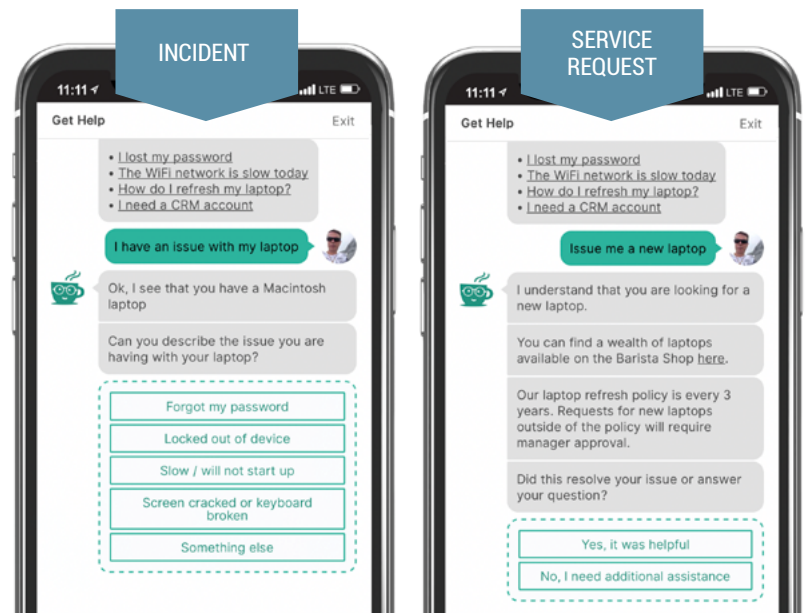 INCIDENT
11:11
LTE
Get Help
Exit
• I lost my password
• The WiFi network is slow today
• How do I refresh my laptop?
• I need a CRM account
I have an issue with my laptop
Ok, I see that you have a Macintosh
laptop
Can you describe the issue you are
having with your laptop?
Forgot my password
Locked out of device
Slow / will not start up
Screen cracked or keyboard
broken
Something else
SERVICE
REQUEST
11:11
LTE
Get Help
Exit
• I lost my password
• The WiFi network is slow today
• How do I refresh my laptop?
• I need a CRM account
Issue me a new laptop
I understand that you are looking for a
new laptop.
You can find a wealth of laptops
available on the Barista Shop here.
Our laptop refresh policy is every 3
years. Requests for new laptops
outside of the policy will require
manager approval.
Did this resolve your issue or answer
your question?
Yes, it was helpful
No, I need additional assistance